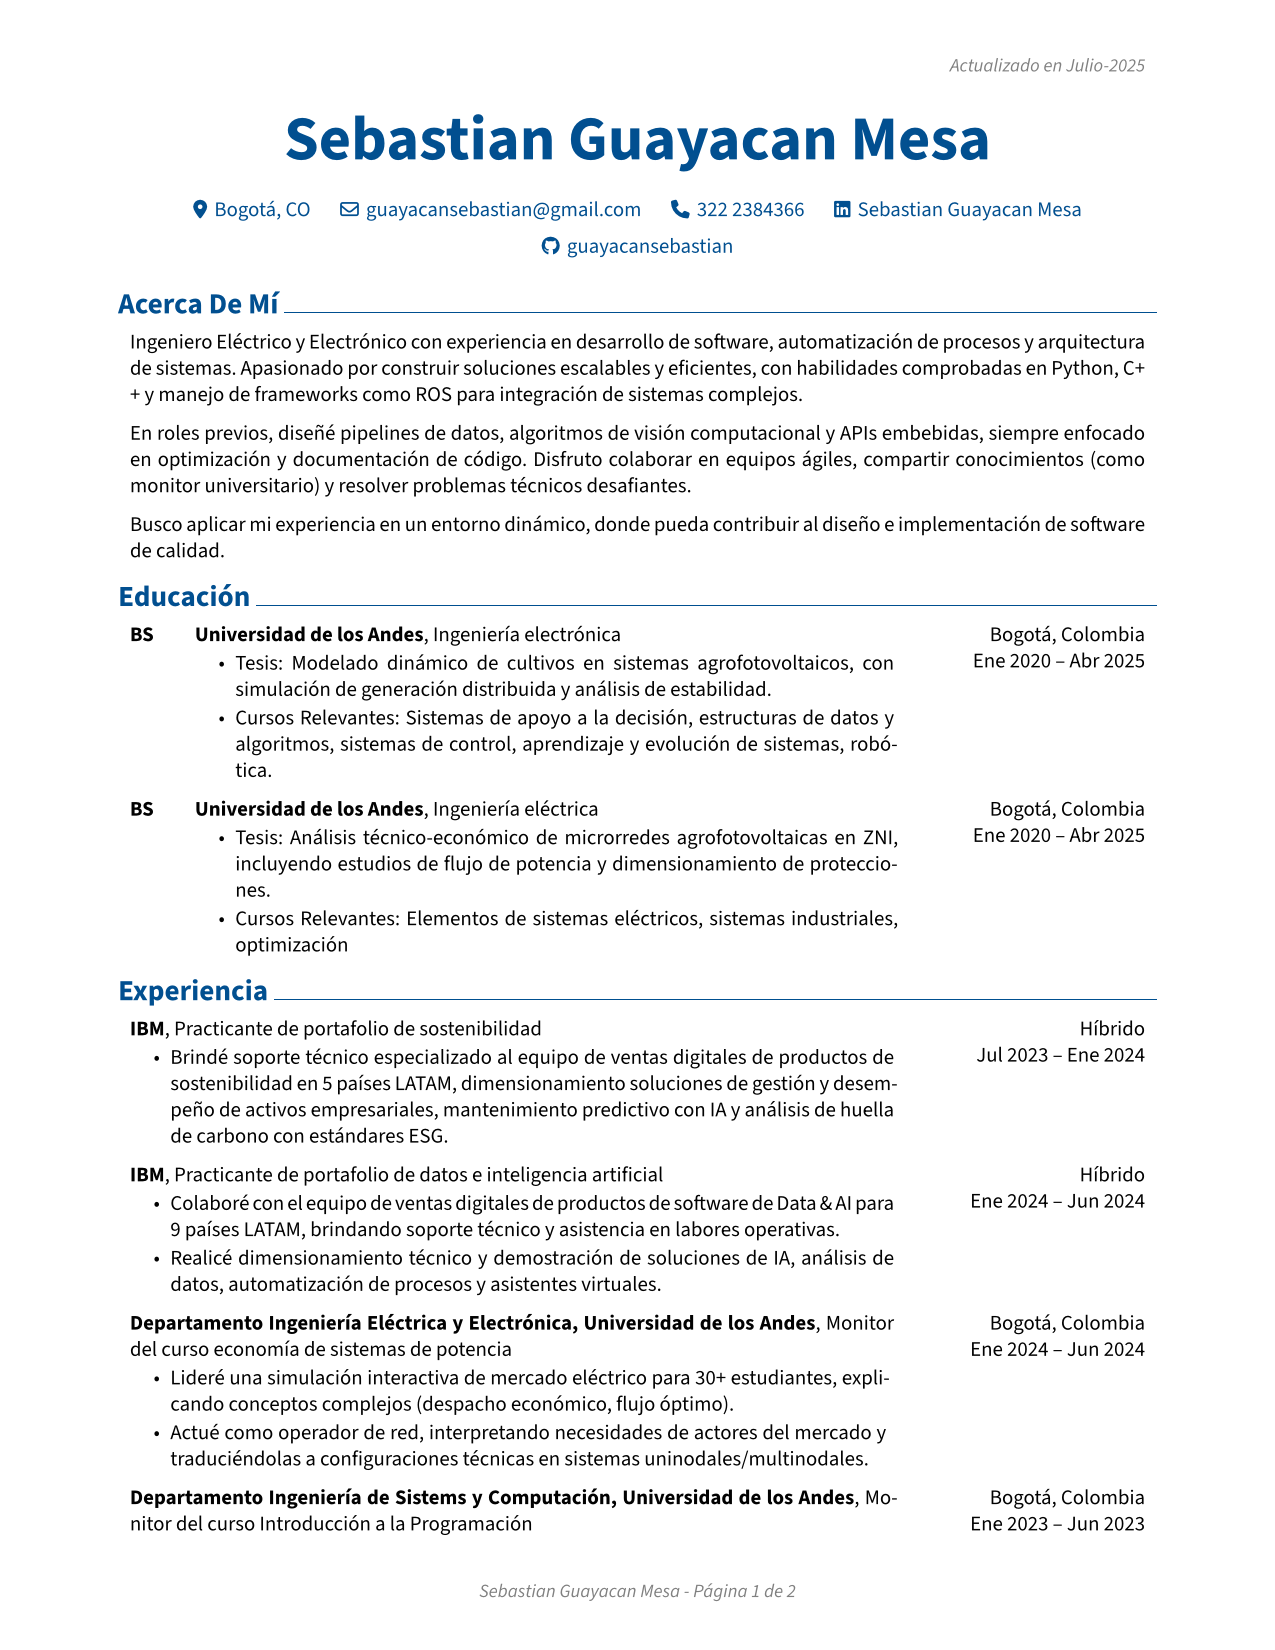 Actualizado en Julio-2025
Sebastian Guayacan Mesa
Bogotá, CO guayacansebastian@gmail.com 322 2384366 Sebastian Guayacan Mesa
guayacansebastian
Acerca De Mí
Ingeniero Eléctrico y Electrónico con experiencia en desarrollo de software, automatización de procesos y arquitectura
de sistemas. Apasionado por construir soluciones escalables y eficientes, con habilidades comprobadas en Python, C+
+ y manejo de frameworks como ROS para integración de sistemas complejos.
En roles previos, diseñé pipelines de datos, algoritmos de visión computacional y APIs embebidas, siempre enfocado
en optimización y documentación de código. Disfruto colaborar en equipos ágiles, compartir conocimientos (como
monitor universitario) y resolver problemas técnicos desafiantes.
Busco aplicar mi experiencia en un entorno dinámico, donde pueda contribuir al diseño e implementación de software
de calidad.
Educación
BS Universidad de los Andes, Ingeniería electrónica Bogotá, Colombia
Ene 2020 – Abr 2025
• Tesis: Modelado dinámico de cultivos en sistemas agrofotovoltaicos, con
simulación de generación distribuida y análisis de estabilidad.
• Cursos Relevantes: Sistemas de apoyo a la decisión, estructuras de datos y
algoritmos, sistemas de control, aprendizaje y evolución de sistemas, robó-
tica.
BS Universidad de los Andes, Ingeniería eléctrica Bogotá, Colombia
Ene 2020 – Abr 2025
• Tesis: Análisis técnico-económico de microrredes agrofotovoltaicas en ZNI,
incluyendo estudios de flujo de potencia y dimensionamiento de proteccio-
nes.
• Cursos Relevantes: Elementos de sistemas eléctricos, sistemas industriales,
optimización
Experiencia
IBM, Practicante de portafolio de sostenibilidad Híbrido
Jul 2023 – Ene 2024
• Brindé soporte técnico especializado al equipo de ventas digitales de productos de
sostenibilidad en 5 países LATAM, dimensionamiento soluciones de gestión y desem-
peño de activos empresariales, mantenimiento predictivo con IA y análisis de huella
de carbono con estándares ESG.
IBM, Practicante de portafolio de datos e inteligencia artificial Híbrido
Ene 2024 – Jun 2024
• Colaboré con el equipo de ventas digitales de productos de software de Data & AI para
9 países LATAM, brindando soporte técnico y asistencia en labores operativas.
• Realicé dimensionamiento técnico y demostración de soluciones de IA, análisis de
datos, automatización de procesos y asistentes virtuales.
Departamento Ingeniería Eléctrica y Electrónica, Universidad de los Andes, Monitor Bogotá, Colombia
del curso economía de sistemas de potencia Ene 2024 – Jun 2024
• Lideré una simulación interactiva de mercado eléctrico para 30+ estudiantes, expli-
cando conceptos complejos (despacho económico, flujo óptimo).
• Actué como operador de red, interpretando necesidades de actores del mercado y
traduciéndolas a configuraciones técnicas en sistemas uninodales/multinodales.
Departamento Ingeniería de Sistems y Computación, Universidad de los Andes, Mo- Bogotá, Colombia
nitor del curso Introducción a la Programación Ene 2023 – Jun 2023
Sebastian Guayacan Mesa - Página 1 de 2